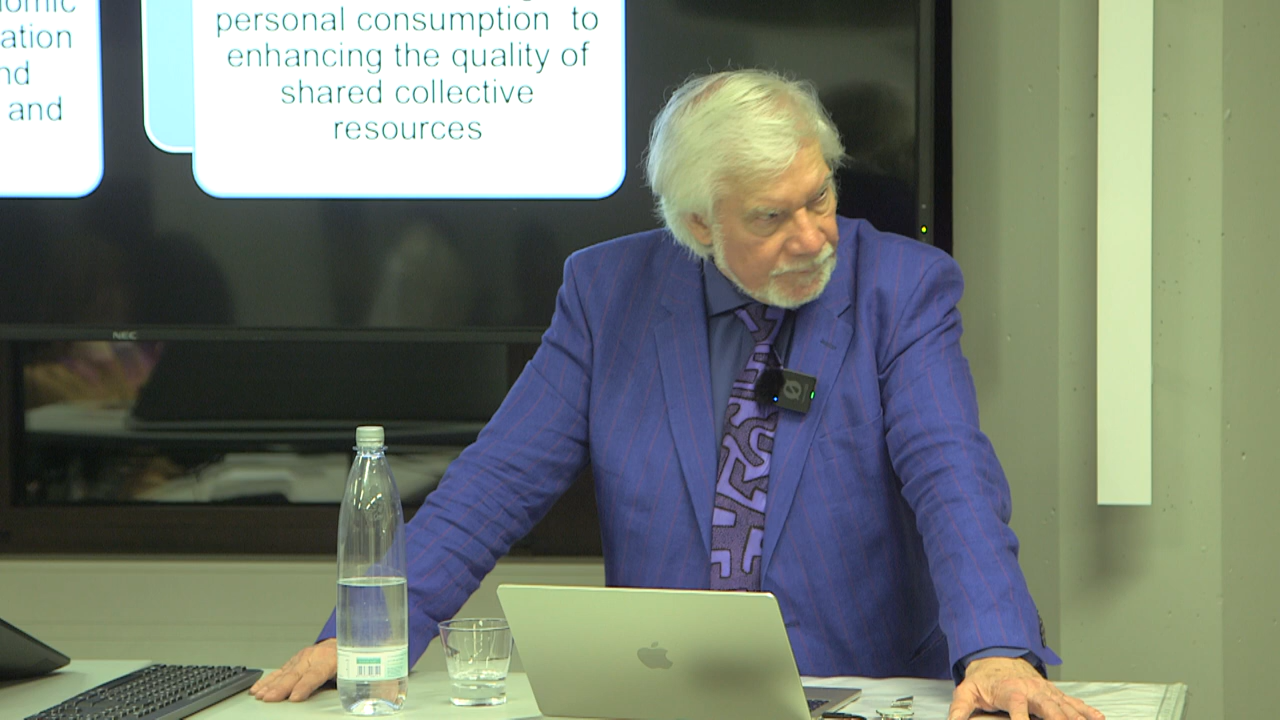 ation
nd
and
personal consumption to
enhancing the quality of
shared collective
resources
NEC